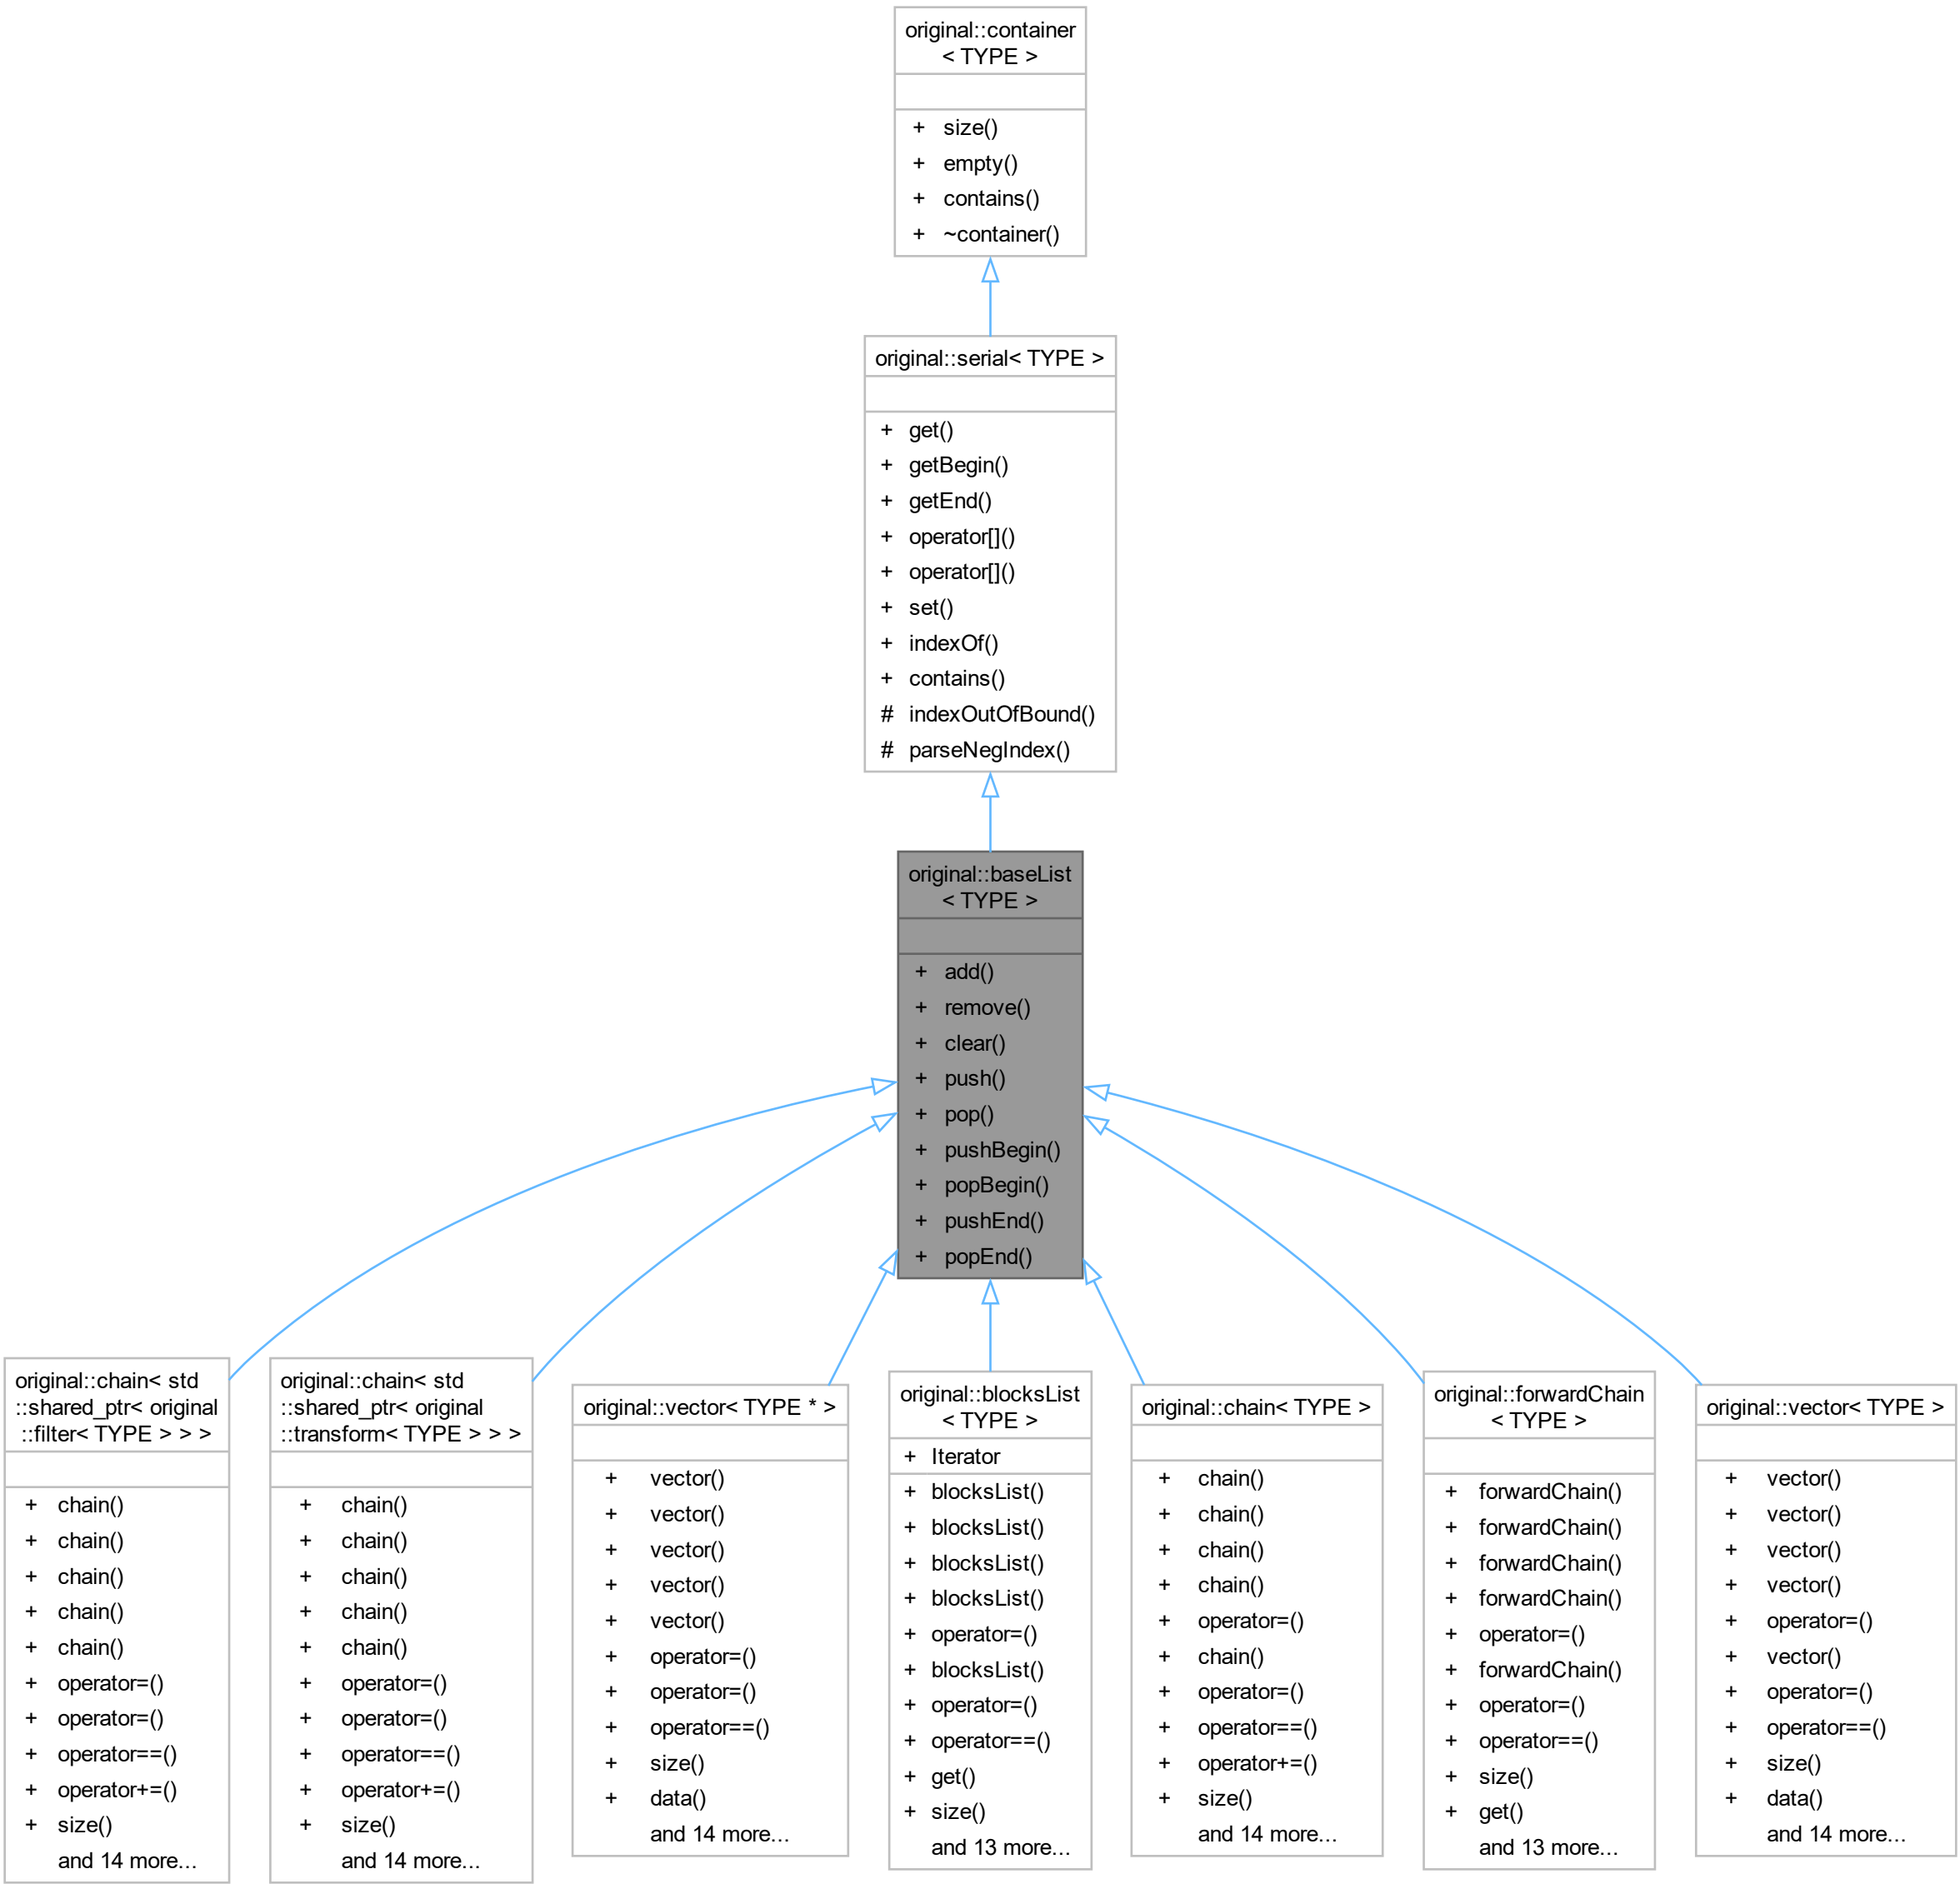 original::container
< TYPE >
+ size()
+ empty()
+ contains()
+ ~container()
original::serial< TYPE >
+ get()
+ getBegin()
+ getEnd()
+ operator[]()
+ operator[]()
+ set()
+ indexOf()
+ contains()
# indexOutOfBound()
# parseNegIndex()
original::baseList
< TYPE >
+ add()
+ remove()
+ clear()
+ push()
+ pop()
+ pushBegin()
+ popBegin()
+ pushEnd()
+ popEnd()
original::chain< std
::shared_ptr< original
::filter< TYPE > > >
+ chain()
+ chain()
+ chain()
+ chain()
+ chain()
+ operator=()
+ operator=()
+ operator==()
+ operator+=()
+ size()
and 14 more...
original::chain< std
::shared_ptr< original
::transform< TYPE > > >
+ chain()
+ chain()
+ chain()
+ chain()
+ chain()
+ operator=()
+ operator=()
+ operator==()
+ operator+=()
+ size()
and 14 more...
original::vector< TYPE * >
+ vector()
+ vector()
+ vector()
+ vector()
+ vector()
+ operator=()
+ operator=()
+ operator==()
+ size()
+ data()
and 14 more...
original::blocksList
< TYPE >
+ Iterator
+ blocksList()
+ blocksList()
+ blocksList()
+ blocksList()
+ operator=()
+ blocksList()
+ operator=()
+ operator==()
+ get()
+ size()
and 13 more...
original::chain< TYPE >
+ chain()
+ chain()
+ chain()
+ chain()
+ operator=()
+ chain()
+ operator=()
+ operator==()
+ operator+=()
+ size()
and 14 more...
original::forwardChain
< TYPE >
+ forwardChain()
+ forwardChain()
+ forwardChain()
+ forwardChain()
+ operator=()
+ forwardChain()
+ operator=()
+ operator==()
+ size()
+ get()
and 13 more...
original::vector< TYPE >
+ vector()
+ vector()
+ vector()
+ vector()
+ operator=()
+ vector()
+ operator=()
+ operator==()
+ size()
+ data()
and 14 more...